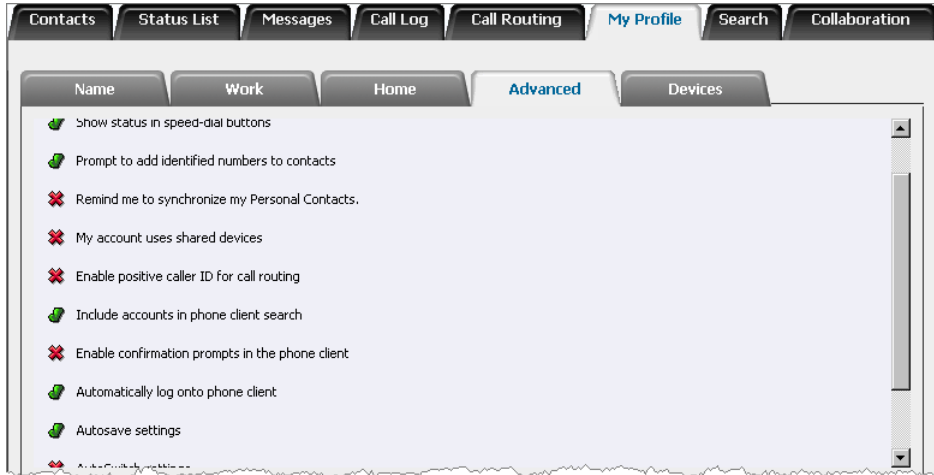 Contacts Status List Messages Call Log Call Routing My Profile Search Collaboration
Name Work Home Advanced Devices
Show status in speed-dial buttons
Prompt to add identified numbers to contacts
Remind me to synchronize my Personal Contacts.
My account uses shared devices
Enable positive caller ID for call routing
Include accounts in phone client search
Enable confirmation prompts in the phone client
Automatically log onto phone client
Autosave settings
AutoSwitch settings